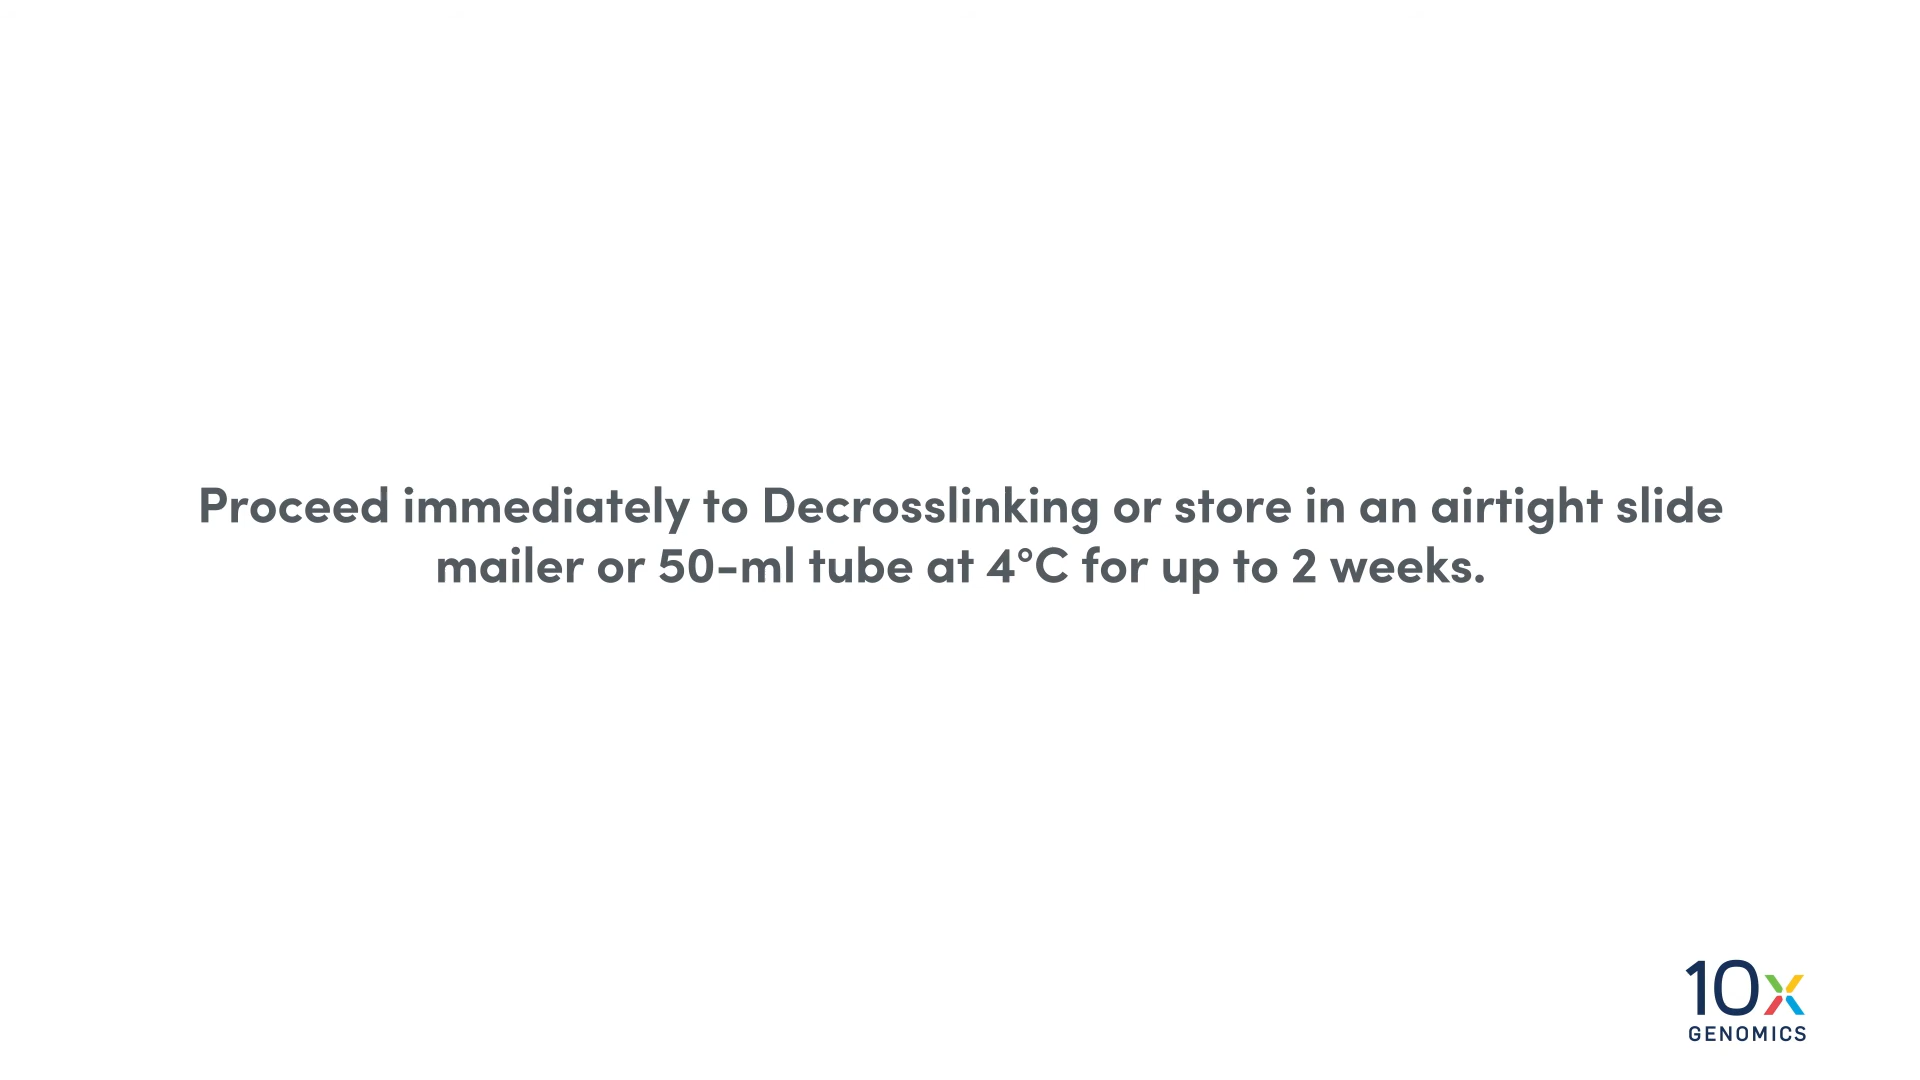 Proceed immediately to Decrosslinking or store in an airtight slide
mailer or 50-ml tube at 4°C for up to 2 weeks.
10x
GENOMICS